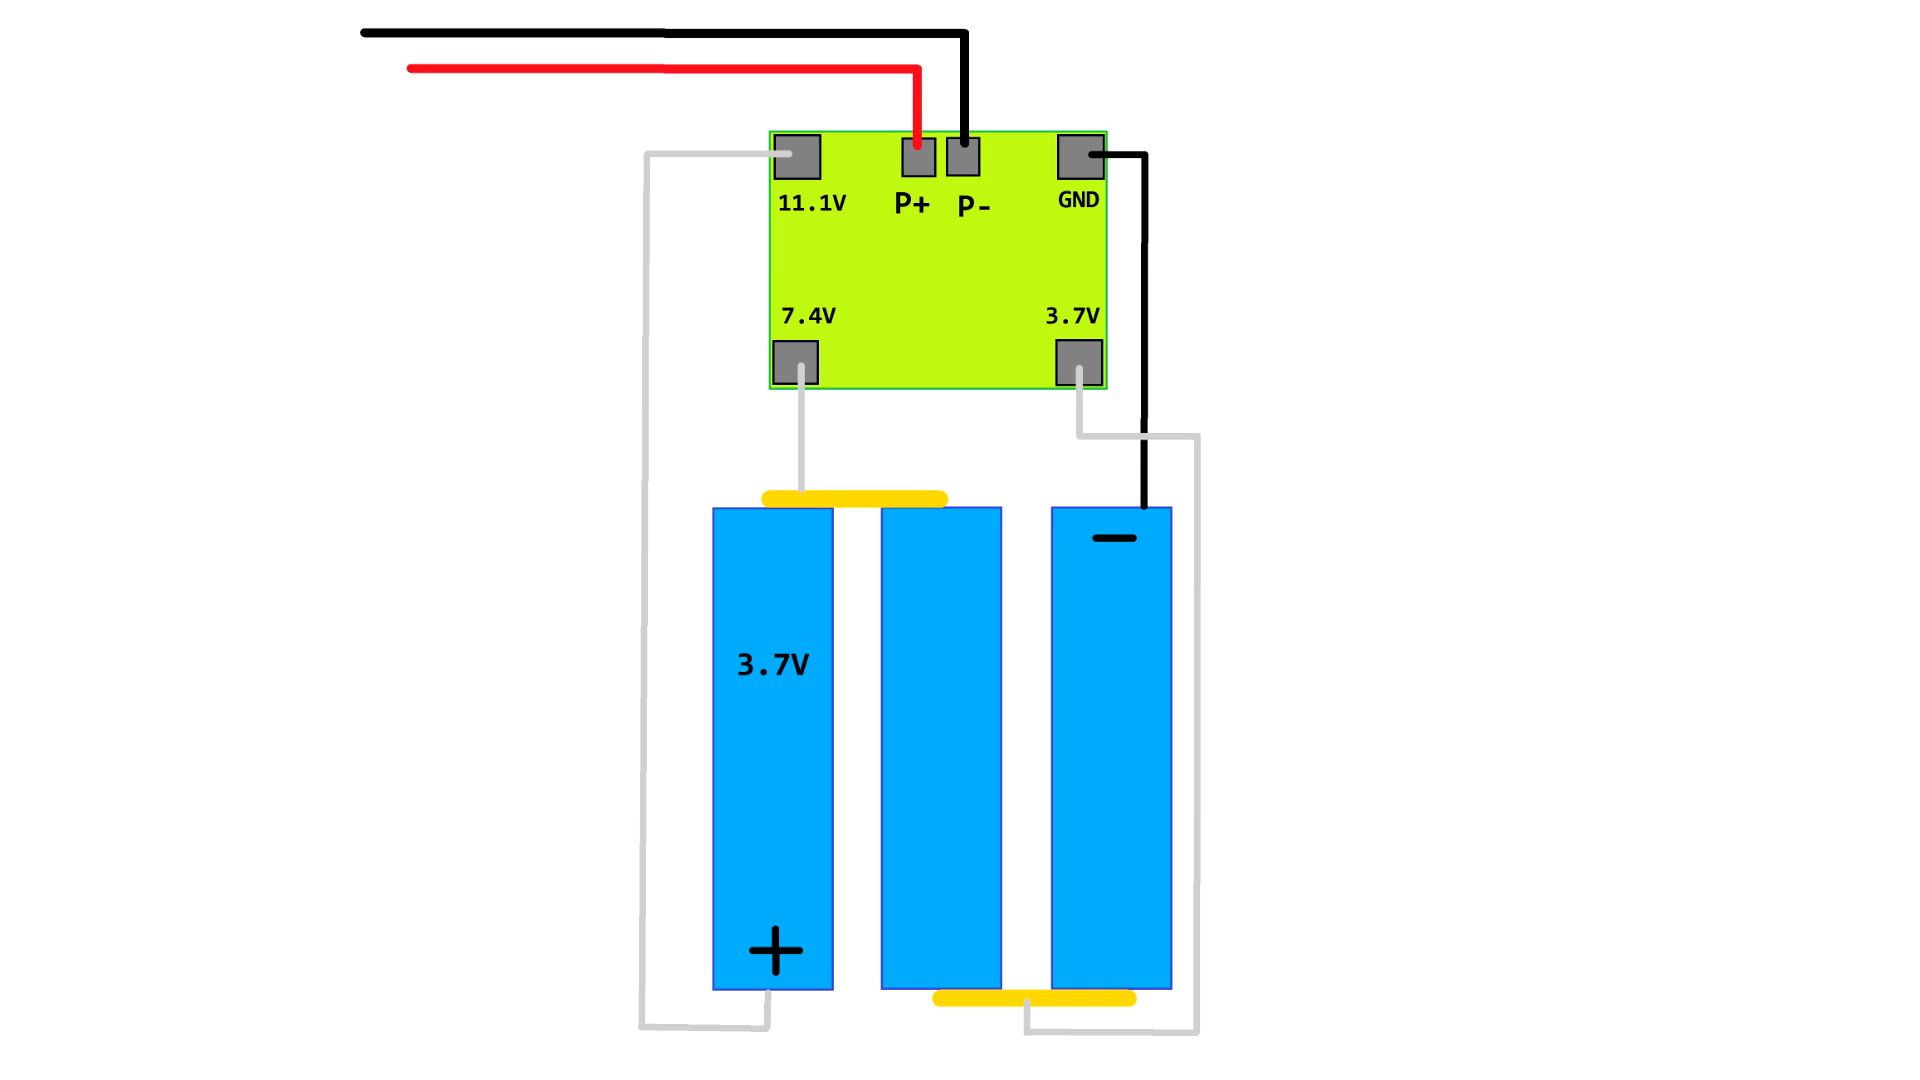 11.1V
P+
P-
GND
7.4V
3.7V
−
3.7V
+